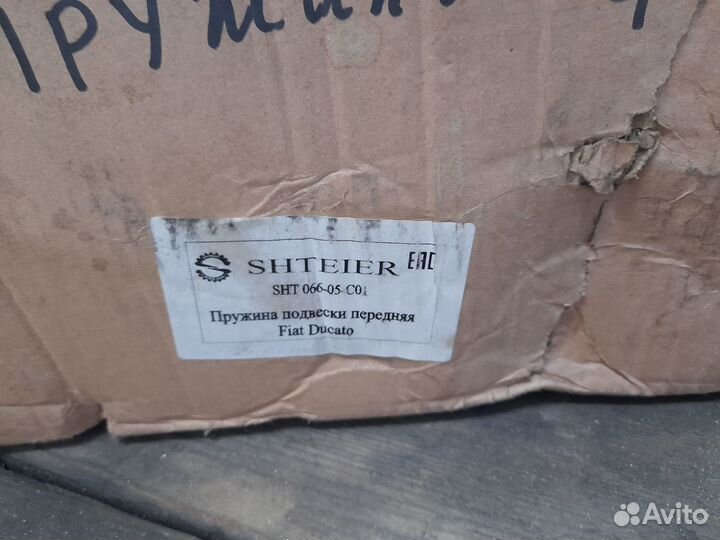 SHTEIER EAC
SHT 066-05-C01
Пружина подвески передняя
Fiat Ducato
Avito